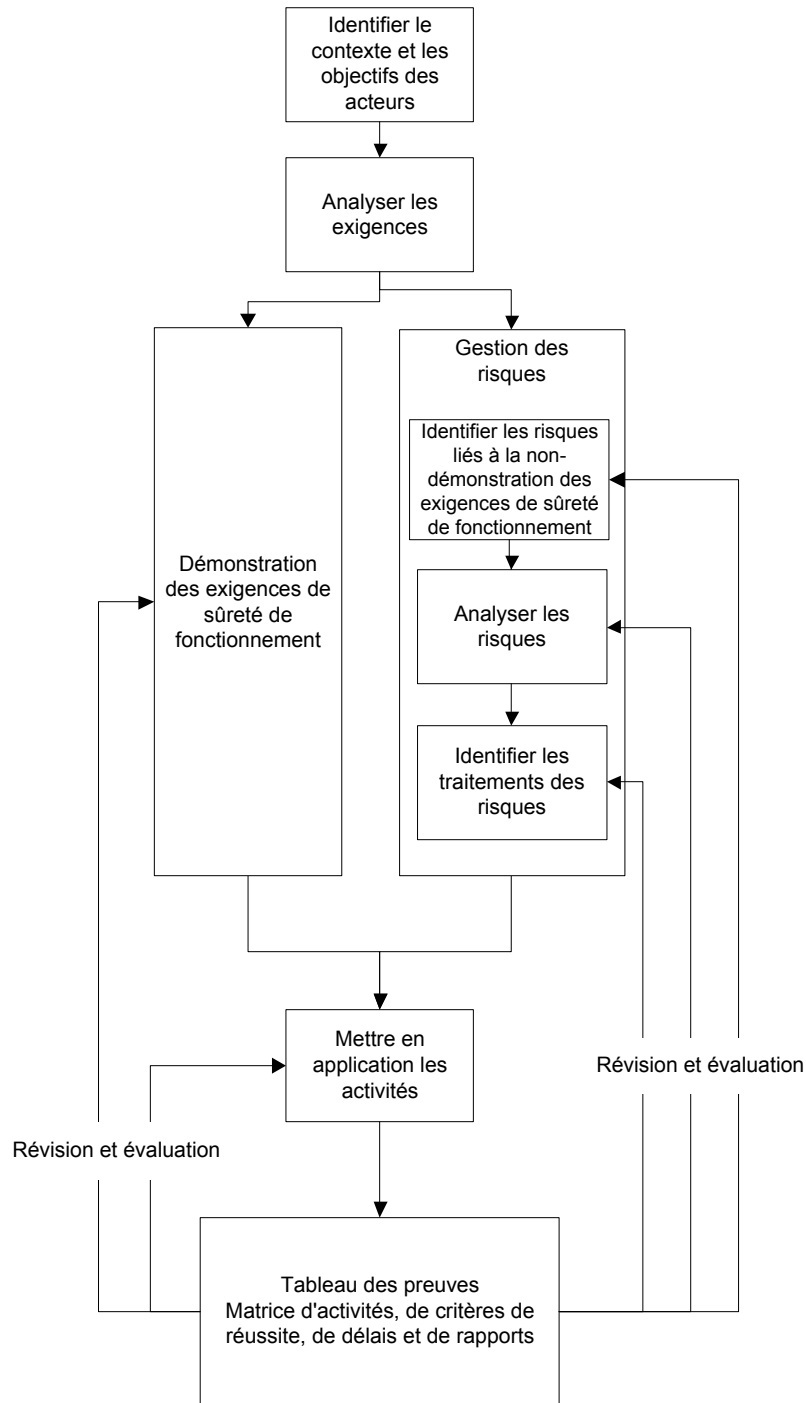 Identifier le
contexte et les
objectifs des
acteurs
Analyser les
exigences
Gestion des
risques
Identifier les risques
liés à la non-
démonstration des
exigences de sûreté
de fonctionnement
Démonstration
des exigences de
sûreté de
fonctionnement
Analyser les
risques
Identifier les
traitements des
risques
Mettre en
application les
activités
Révision et évaluation
Révision et évaluation
Tableau des preuves
Matrice d'activités, de critères de
réussite, de délais et de rapports